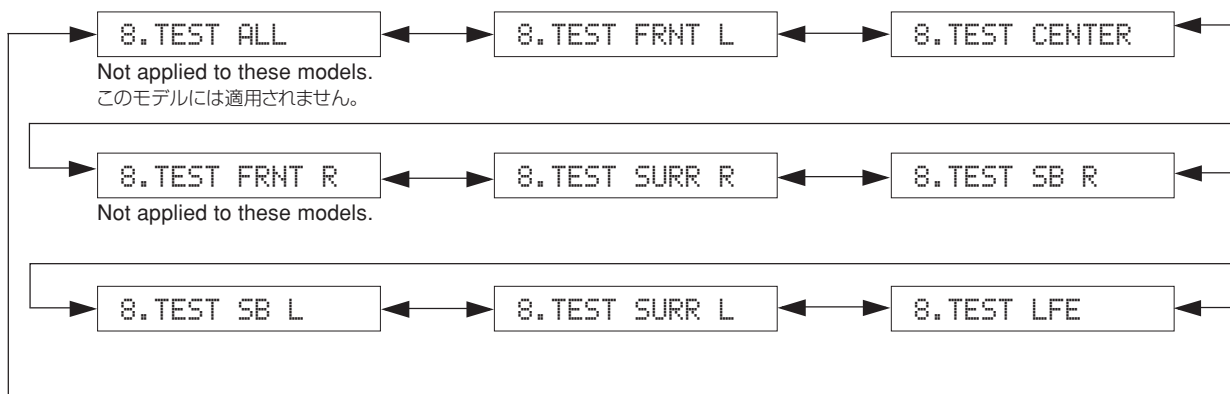 8.TEST ALL
8.TEST FRNT L
8.TEST CENTER
Not applied to these models.
このモデルには適用されません。
8.TEST FRNT R
8.TEST SURR R
8.TEST SB R
Not applied to these models.
8.TEST SB L
8.TEST SURR L
8.TEST LFE